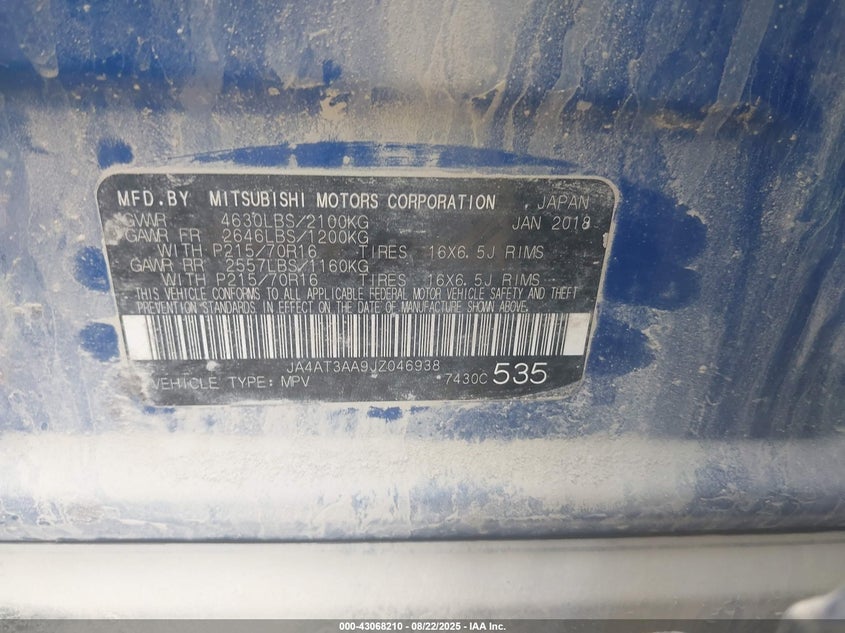 MFD.BY MITSUBISHI MOTORS CORPORATION , JAPAN
GVWR 4630LBS/2100KG JAN 2018
GAWR FR 2646LBS/1200KG
WITH P215/70R16 TIRES 16X6.5J RIMS
GAWR RR 2557LBS/1160KG
WITH P215/70R16 TIRES 16X6.5J RIMS
THIS VEHICLE CONFORMS TO ALL APPLICABLE FEDERAL MOTOR VEHICLE SAFETY AND THEFT
PREVENTION STANDARDS IN EFFECT ON THE DATE OF MANUFACTURE SHOWN ABOVE.
JA4AT3AA9JZ046938
VEHICLE TYPE: MPV 7430C 535
000-43068210 - 08/22/2025 - IAA Inc.